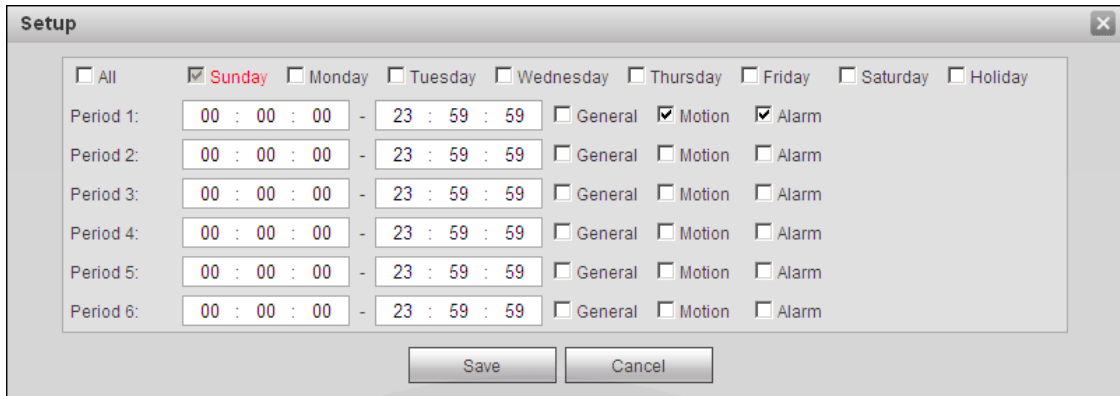 Setup
All Sunday Monday Tuesday Wednesday Thursday Friday Saturday Holiday
Period 1: 00 : 00 : 00 - 23 : 59 : 59 General Motion Alarm
Period 2: 00 : 00 : 00 - 23 : 59 : 59 General Motion Alarm
Period 3: 00 : 00 : 00 - 23 : 59 : 59 General Motion Alarm
Period 4: 00 : 00 : 00 - 23 : 59 : 59 General Motion Alarm
Period 5: 00 : 00 : 00 - 23 : 59 : 59 General Motion Alarm
Period 6: 00 : 00 : 00 - 23 : 59 : 59 General Motion Alarm
Save Cancel